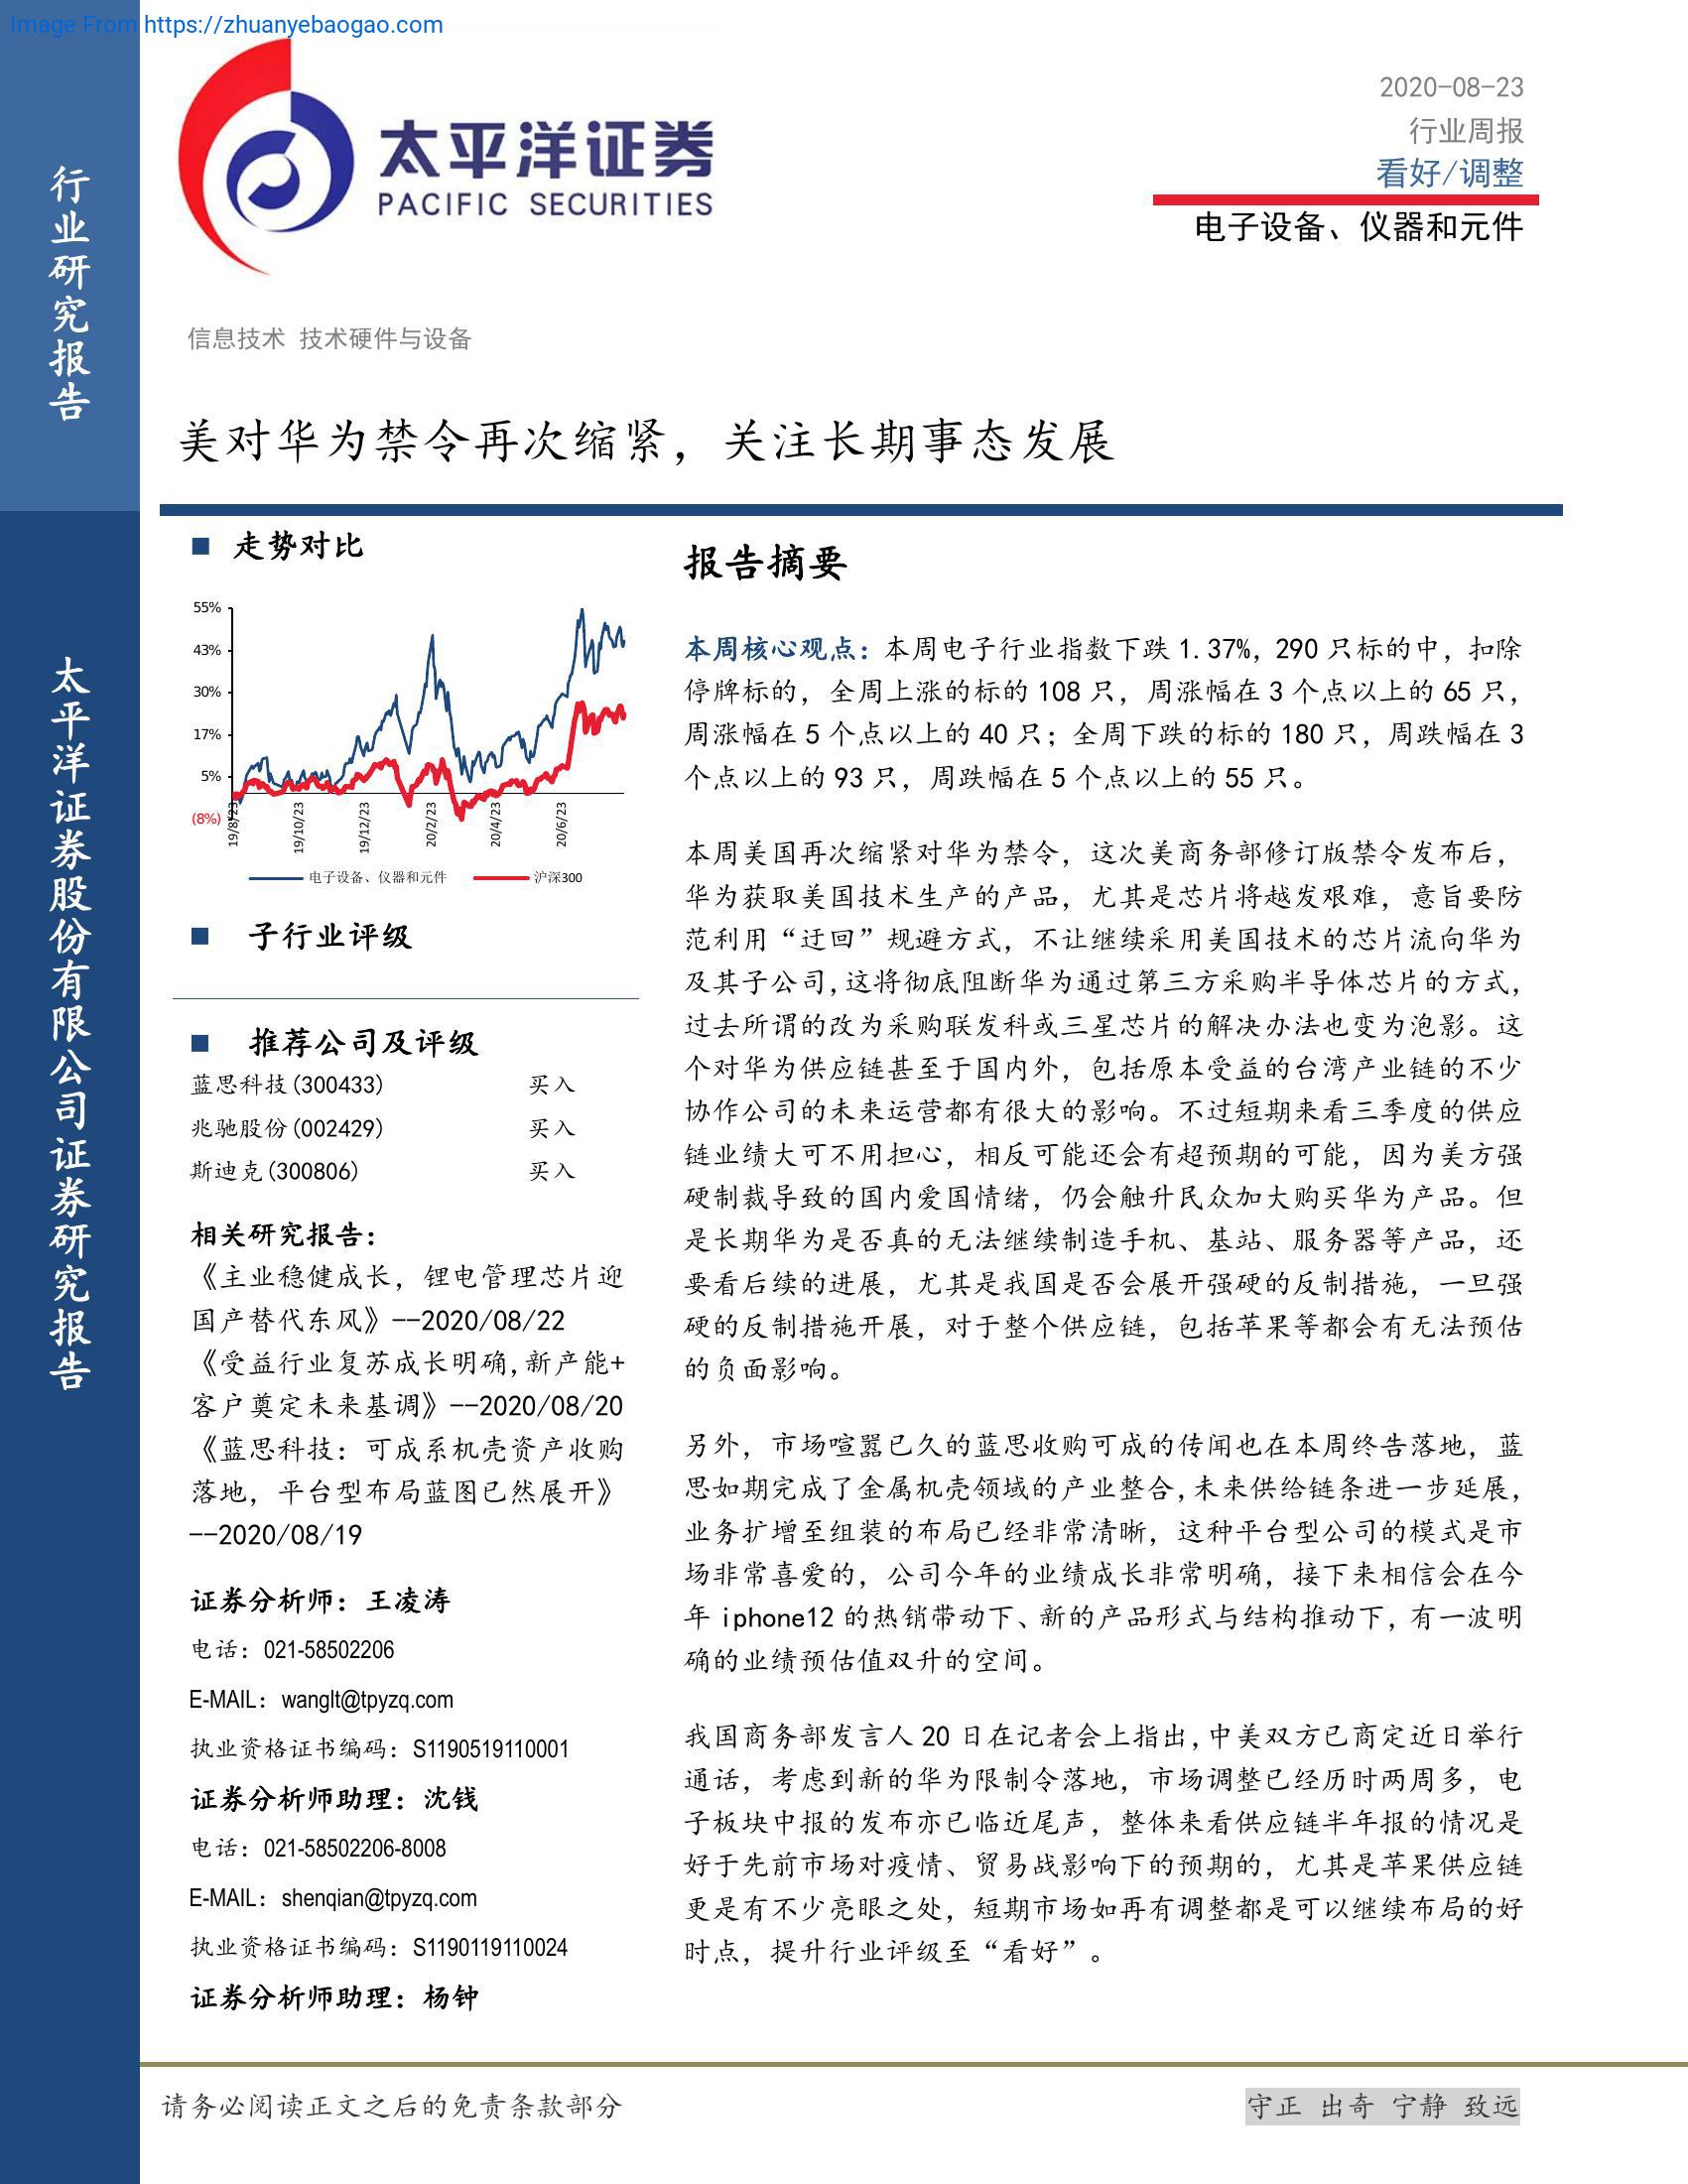 Image From https://zhuanyebaogao.com
行业研究报告
太平洋证券股份有限公司证券研究报告
太平洋证券
PACIFIC SECURITIES
2020-08-23
行业周报
看好/调整
电子设备、仪器和元件
信息技术 技术硬件与设备
美对华为禁令再次缩紧，关注长期事态发展
走势对比
55%
43%
30%
17%
5%
(8%)
19/8/23
19/10/23
19/12/23
20/2/23
20/4/23
20/6/23
电子设备、仪器和元件 沪深300
子行业评级
推荐公司及评级
蓝思科技(300433) 买入
兆驰股份(002429) 买入
斯迪克(300806) 买入
相关研究报告：
《主业稳健成长，锂电管理芯片迎
国产替代东风》--2020/08/22
《受益行业复苏成长明确,新产能+
客户奠定未来基调》--2020/08/20
《蓝思科技：可成系机壳资产收购
落地，平台型布局蓝图已然展开》
--2020/08/19
证券分析师：王凌涛
电话：021-58502206
E-MAIL：wanglt@tpyzq.com
执业资格证书编码：S1190519110001
证券分析师助理：沈钱
电话：021-58502206-8008
E-MAIL：shenqian@tpyzq.com
执业资格证书编码：S1190119110024
证券分析师助理：杨钟
报告摘要
本周核心观点：本周电子行业指数下跌 1.37%，290 只标的中，扣除
停牌标的，全周上涨的标的 108 只，周涨幅在 3 个点以上的 65 只，
周涨幅在 5 个点以上的 40 只；全周下跌的标的 180 只，周跌幅在 3
个点以上的 93 只，周跌幅在 5 个点以上的 55 只。
本周美国再次缩紧对华为禁令，这次美商务部修订版禁令发布后，
华为获取美国技术生产的产品，尤其是芯片将越发艰难，意旨要防
范利用“迂回”规避方式，不让继续采用美国技术的芯片流向华为
及其子公司,这将彻底阻断华为通过第三方采购半导体芯片的方式，
过去所谓的改为采购联发科或三星芯片的解决办法也变为泡影。这
个对华为供应链甚至于国内外，包括原本受益的台湾产业链的不少
协作公司的未来运营都有很大的影响。不过短期来看三季度的供应
链业绩大可不用担心，相反可能还会有超预期的可能，因为美方强
硬制裁导致的国内爱国情绪，仍会触升民众加大购买华为产品。但
是长期华为是否真的无法继续制造手机、基站、服务器等产品，还
要看后续的进展，尤其是我国是否会展开强硬的反制措施，一旦强
硬的反制措施开展，对于整个供应链，包括苹果等都会有无法预估
的负面影响。
另外，市场喧嚣已久的蓝思收购可成的传闻也在本周终告落地，蓝
思如期完成了金属机壳领域的产业整合,未来供给链条进一步延展，
业务扩增至组装的布局已经非常清晰，这种平台型公司的模式是市
场非常喜爱的，公司今年的业绩成长非常明确，接下来相信会在今
年 iphone12 的热销带动下、新的产品形式与结构推动下，有一波明
确的业绩预估值双升的空间。
我国商务部发言人 20 日在记者会上指出,中美双方已商定近日举行
通话，考虑到新的华为限制令落地，市场调整已经历时两周多，电
子板块中报的发布亦已临近尾声，整体来看供应链半年报的情况是
好于先前市场对疫情、贸易战影响下的预期的，尤其是苹果供应链
更是有不少亮眼之处，短期市场如再有调整都是可以继续布局的好
时点，提升行业评级至“看好”。
请务必阅读正文之后的免责条款部分
守正 出奇 宁静 致远